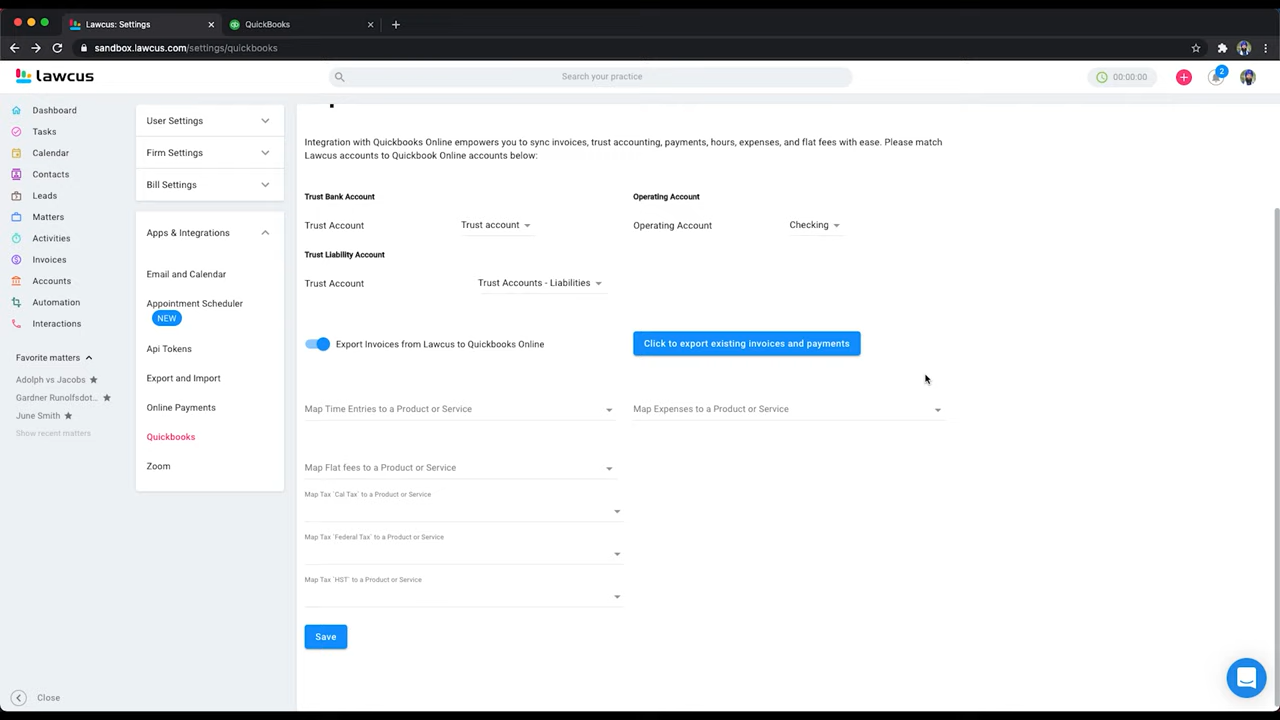 Lawcus: Settings
QuickBooks
sandbox.lawcus.com/settings/quickbooks
lawcus
Search your practice
00:00:00
2
Dashboard
Tasks
Calendar
Contacts
Leads
Matters
Activities
Invoices
Accounts
Automation
Interactions
Favorite matters
Adolph vs Jacobs
Gardner Runolfsdot...
June Smith
Show recent matters
Close
User Settings
Firm Settings
Bill Settings
Apps & Integrations
Email and Calendar
Appointment Scheduler
NEW
Api Tokens
Export and Import
Online Payments
Quickbooks
Zoom
Integration with Quickbooks Online empowers you to sync invoices, trust accounting, payments, hours, expenses, and flat fees with ease. Please match
Lawcus accounts to Quickbook Online accounts below:
Trust Bank Account
Operating Account
Trust Account
Trust account
Operating Account
Checking
Trust Liability Account
Trust Account
Trust Accounts - Liabilities
Export Invoices from Lawcus to Quickbooks Online
Click to export existing invoices and payments
Map Time Entries to a Product or Service
Map Expenses to a Product or Service
Map Flat fees to a Product or Service
Map Tax `Cal Tax` to a Product or Service
Map Tax `Federal Tax` to a Product or Service
Map Tax `HST` to a Product or Service
Save